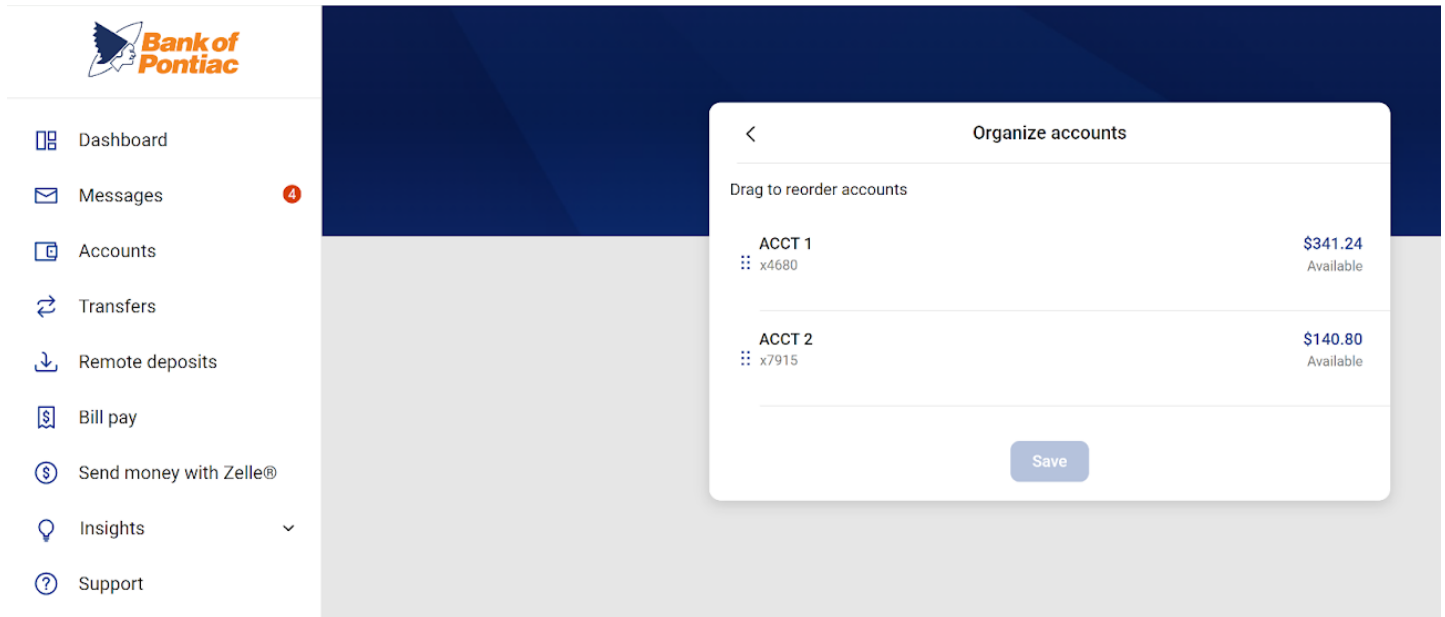 Bank of
Pontiac
Dashboard
Messages 4
Accounts
Transfers
Remote deposits
Bill pay
Send money with Zelle®
Insights
Support
Organize accounts
Drag to reorder accounts
ACCT 1 $341.24
x4680 Available
ACCT 2 $140.80
x7915 Available
Save